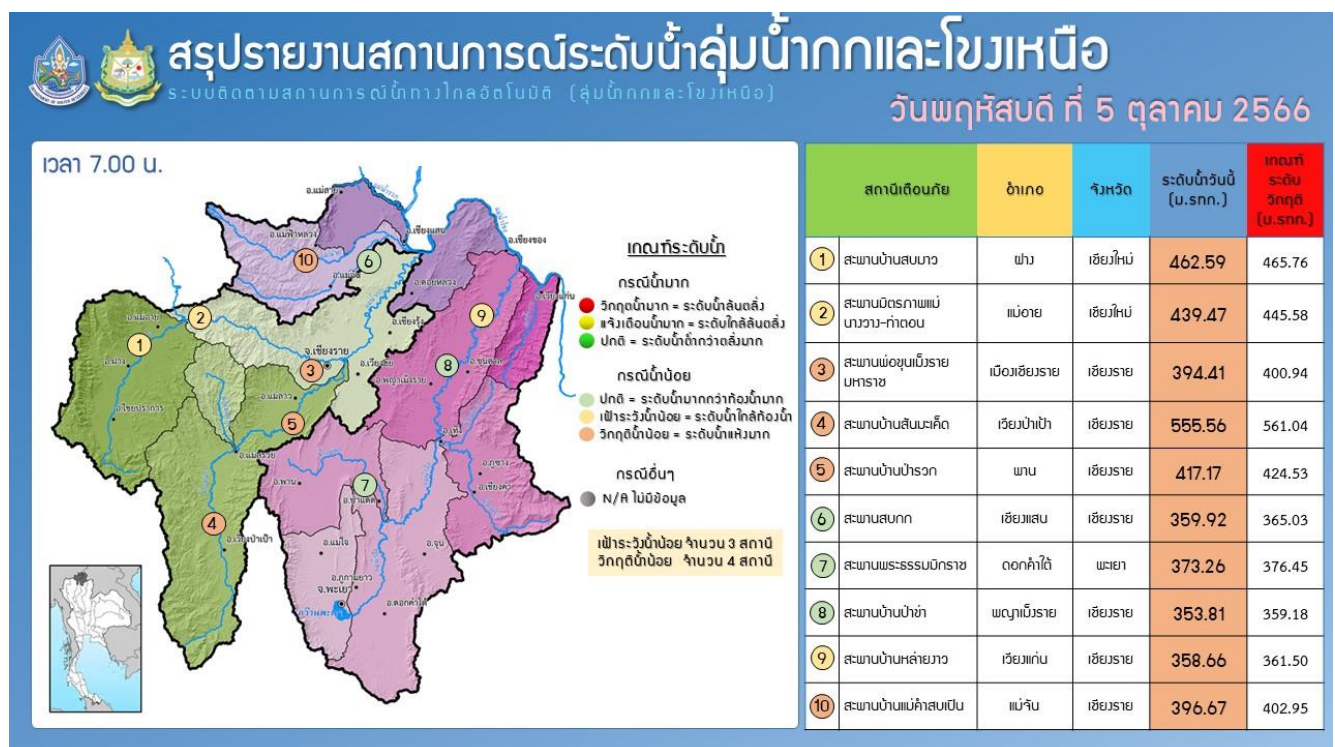 สรุปรายงานสถานการณ์ระดับน้ำลุ่มน้ำกกและโขงเหนือ
ระบบติดตามสถานการณ์น้ำทางไกลอัตโนมัติ (ลุ่มน้ำกกและโขงเหนือ)
วันพฤหัสบดี ที่ 5 ตุลาคม 2566
เวลา 7.00 น.
อ.แม่สาย
อ.เชียงแสน
อ.เชียงของ
อ.แม่ฟ้าหลวง
10
6
อ.แม่จัน
อ.ดอยหลวง
อ.เวียงแก่น
9
อ.แม่อาย
2
อ.เชียงรุ้ง
1
อ.ฝาง
จ.เชียงราย
3
อ.เวียงชัย
8
อ.ขุนตาล
อ.พญาเม็งราย
อ.ไชยปราการ
อ.แม่ลาว
5
อ.แม่สรวย
อ.เทิง
อ.พาน
7
อ.ป่าแดด
อ.ภูซาง
อ.เชียงคำ
4
อ.เวียงป่าเป้า
อ.แม่ใจ
อ.จุน
อ.ภูกามยาว
จ.พะเยา
กว๊านพะเยา
อ.ดอกคำใต้
เกณฑ์ระดับน้ำ
กรณีน้ำมาก
วิกฤตน้ำมาก = ระดับน้ำล้นตลิ่ง
แจ้งเตือนน้ำมาก = ระดับใกล้ล้นตลิ่ง
ปกติ = ระดับน้ำต่ำกว่าตลิ่งมาก
กรณีน้ำน้อย
ปกติ = ระดับน้ำมากกว่าท้องน้ำมาก
เฝ้าระวังน้ำน้อย = ระดับน้ำใกล้ท้องน้ำ
วิกฤติน้ำน้อย = ระดับน้ำแห้งมาก
กรณีอื่นๆ
N/A ไม่มีข้อมูล
เฝ้าระวังน้ำน้อย จำนวน 3 สถานี
วิกฤติน้ำน้อย จำนวน 4 สถานี
สถานีเตือนภัย อำเภอ จังหวัด ระดับน้ำวันนี้ (ม.รทก.) เกณฑ์ระดับวิกฤติ (ม.รทก.)
1 สะพานบ้านสบมาว ฝาง เชียงใหม่ 462.59 465.76
2 สะพานมิตรภาพแม่นางวาง-ท่าตอน แม่อาย เชียงใหม่ 439.47 445.58
3 สะพานพ่อขุนเม็งรายมหาราช เมืองเชียงราย เชียงราย 394.41 400.94
4 สะพานบ้านสันมะเค็ด เวียงป่าเป้า เชียงราย 555.56 561.04
5 สะพานบ้านป่ารวก พาน เชียงราย 417.17 424.53
6 สะพานสบกก เชียงแสน เชียงราย 359.92 365.03
7 สะพานพระธรรมมิกราช ดอกคำใต้ พะเยา 373.26 376.45
8 สะพานบ้านป่าข่า พญาเม็งราย เชียงราย 353.81 359.18
9 สะพานบ้านหล่ายงาว เวียงแก่น เชียงราย 358.66 361.50
10 สะพานบ้านแม่คำสบเปิน แม่จัน เชียงราย 396.67 402.95